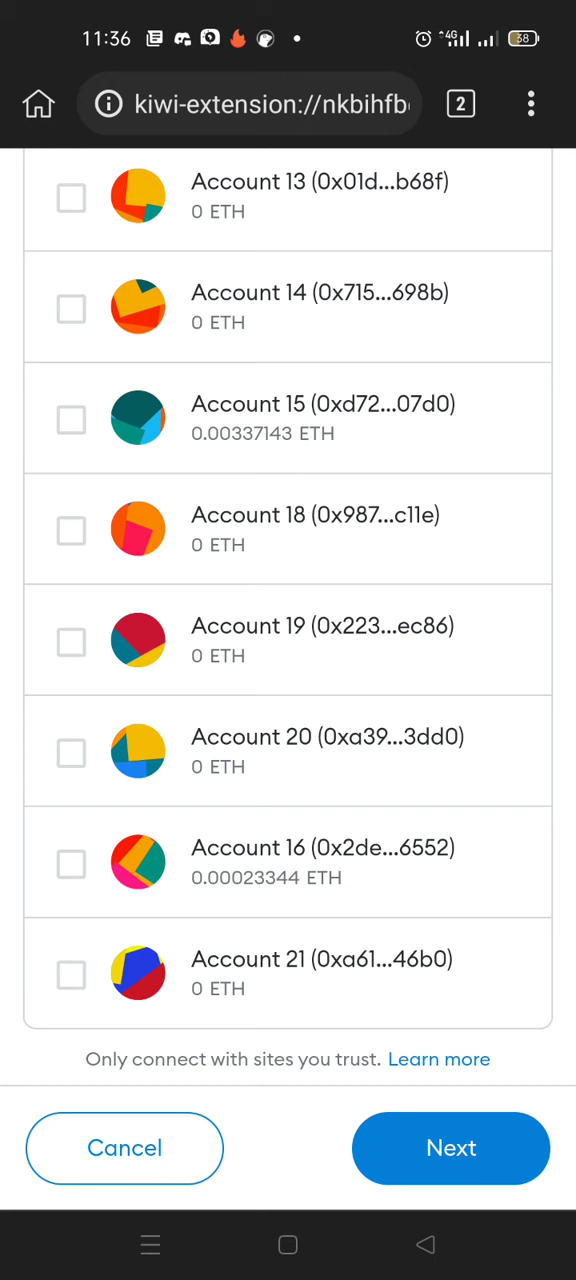 11:36
4G
38
kiwi-extension://nkbihfb
2
Account 13 (0x01d...b68f)
0 ETH
Account 14 (0x715...698b)
0 ETH
Account 15 (0xd72...07d0)
0.00337143 ETH
Account 18 (0x987...c11e)
0 ETH
Account 19 (0x223...ec86)
0 ETH
Account 20 (0xa39...3dd0)
0 ETH
Account 16 (0x2de...6552)
0.00023344 ETH
Account 21 (0xa61...46b0)
0 ETH
Only connect with sites you trust. Learn more
Cancel
Next